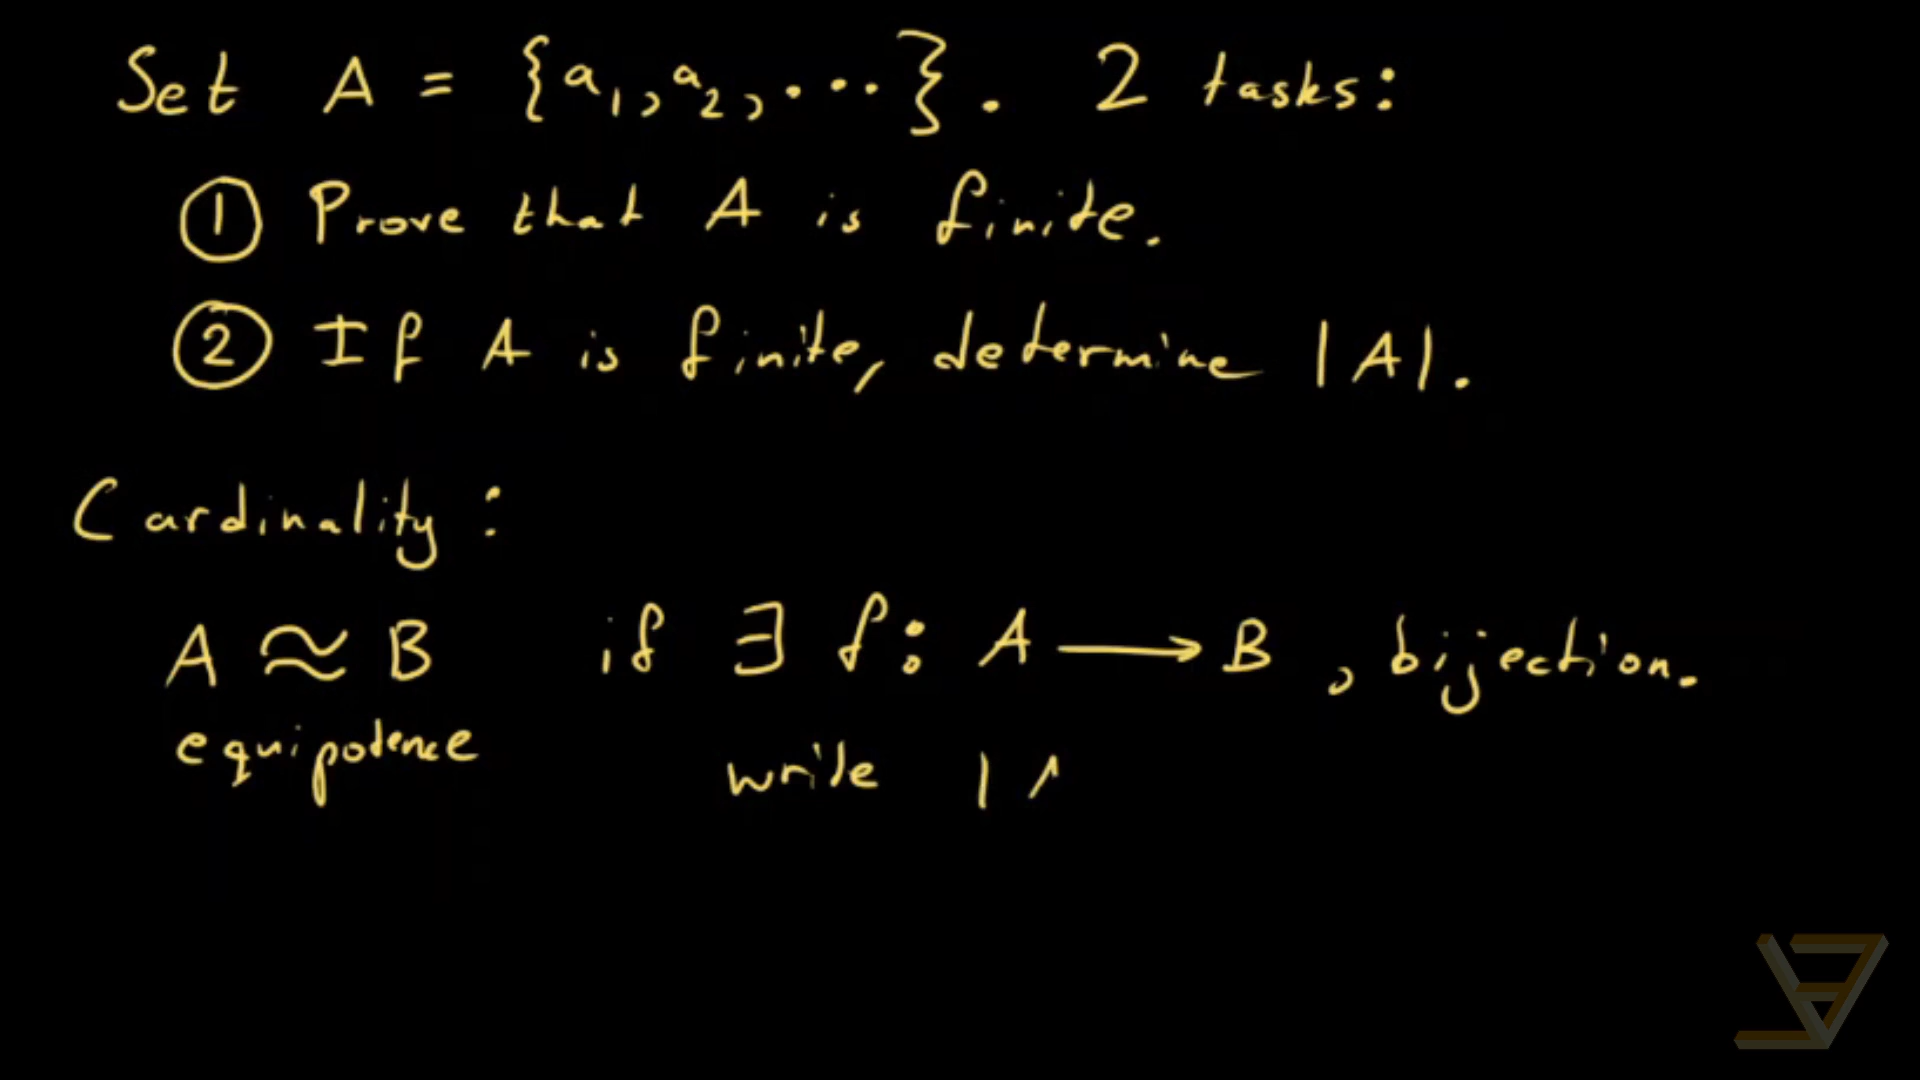 Set A = {a₁, a₂, ...}. 2 tasks:
① Prove that A is finite.
② If A is finite, determine |A|.
Cardinality:
A ≈ B if ∃ f: A ⟶ B, bijection.
equipotence write |